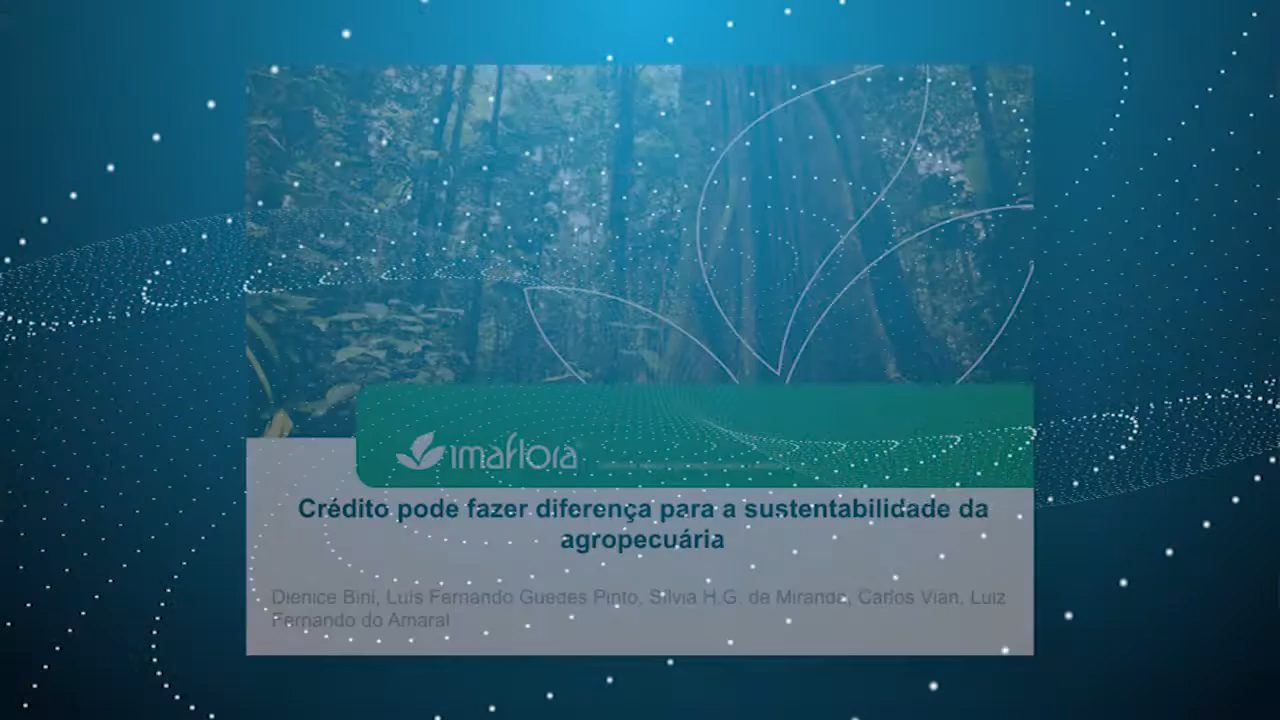 imaflora
Crédito pode fazer diferença para a sustentabilidade da
agropecuária
Dienice Bini, Luís Fernando Guedes Pinto, Silvia H.G. de Miranda, Carlos Vian, Luiz
Fernando do Amaral